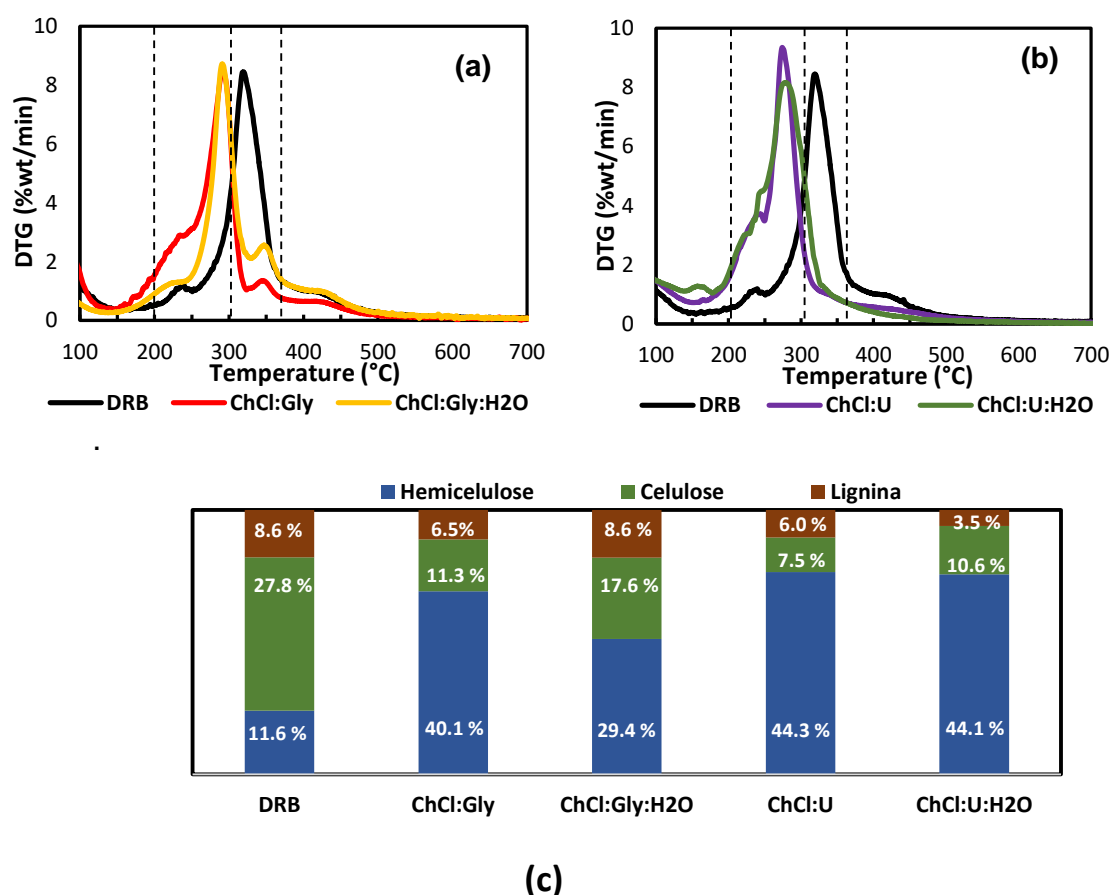 (a)
10
8
6
4
2
0
DTG (%wt/min)
100 200 300 400 500 600 700
Temperature (°C)
DRB ChCl:Gly ChCl:Gly:H2O
(b)
10
8
6
4
2
0
DTG (%wt/min)
100 200 300 400 500 600 700
Temperature (°C)
DRB ChCl:U ChCl:U:H2O
.
Hemicelulose Celulose Lignina
8.6 % 6.5% 8.6 % 6.0 % 3.5 %
27.8 % 11.3 % 17.6 % 7.5 % 10.6 %
11.6 % 40.1 % 29.4 % 44.3 % 44.1 %
DRB ChCl:Gly ChCl:Gly:H2O ChCl:U ChCl:U:H2O
(c)